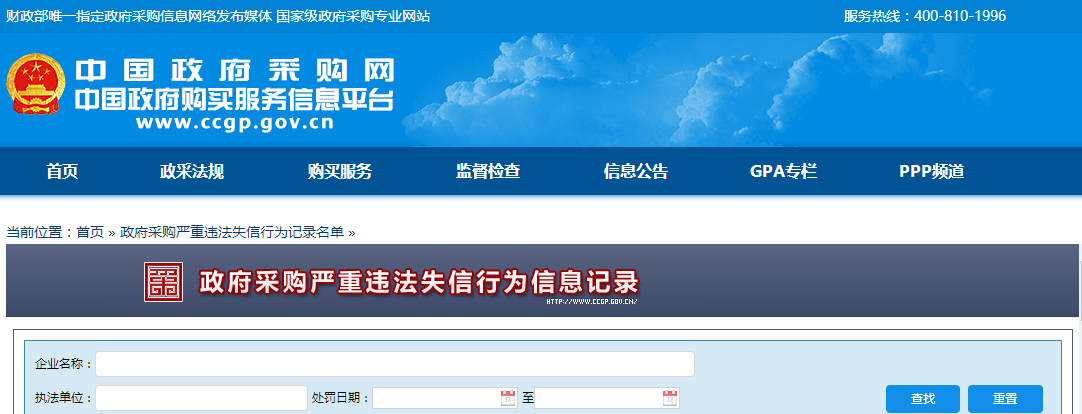 财政部唯一指定政府采购信息网络发布媒体 国家级政府采购专业网站
服务热线：400-810-1996
中国政府采购网
中国政府购买服务信息平台
www.ccgp.gov.cn
首页 政采法规 购买服务 监督检查 信息公告 GPA专栏 PPP频道
当前位置：首页 » 政府采购严重违法失信行为记录名单 »
政府采购严重违法失信行为信息记录
HTTP://WWW.CCGP.GOV.CN/
企业名称：
执法单位： 处罚日期： 至 查找 重置